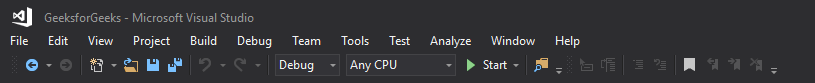 GeeksforGeeks - Microsoft Visual Studio
File Edit View Project Build Debug Team Tools Test Analyze Window Help
Debug Any CPU Start